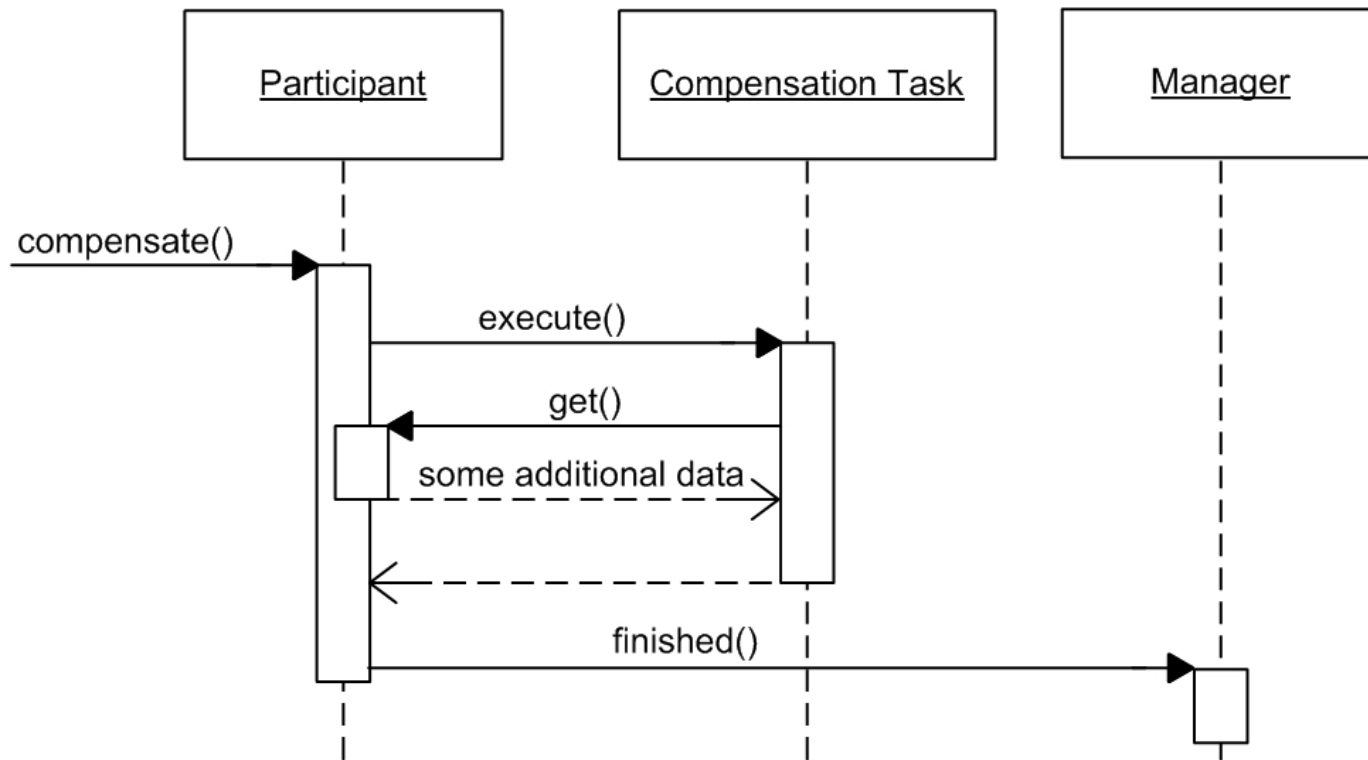 Participant
Compensation Task
Manager
compensate()
execute()
get()
some additional data
finished()